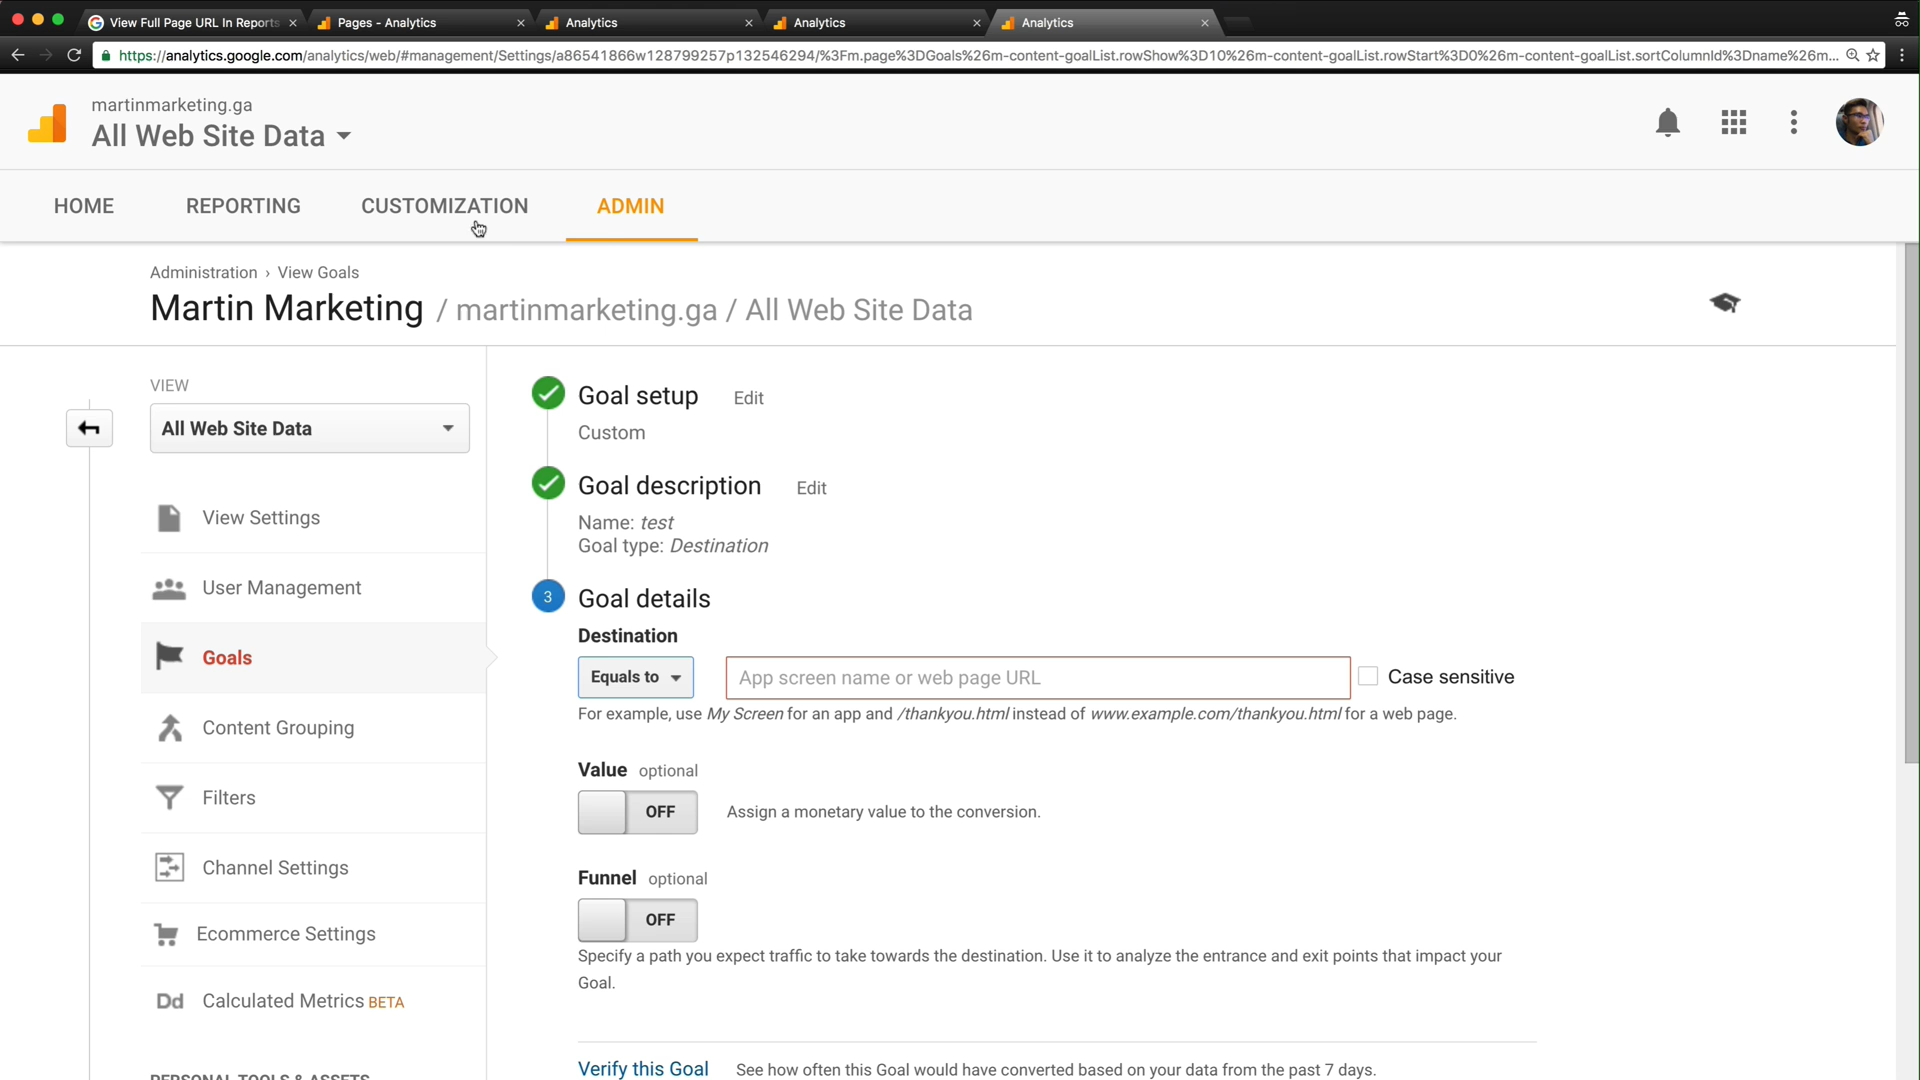 View Full Page URL In Reports
Pages - Analytics
Analytics
Analytics
Analytics
https://analytics.google.com/analytics/web/#management/Settings/a86541866w128799257p132546294/%3Fm.page%3DGoals%26m-content-goalList.rowShow%3D10%26m-content-goalList.rowStart%3D0%26m-content-goalList.sortColumnId%3Dname%26m...
martinmarketing.ga
All Web Site Data
HOME
REPORTING
CUSTOMIZATION
ADMIN
Administration › View Goals
Martin Marketing / martinmarketing.ga / All Web Site Data
VIEW
All Web Site Data
View Settings
User Management
Goals
Content Grouping
Filters
Channel Settings
Ecommerce Settings
Dd Calculated Metrics BETA
PERSONAL TOOLS & ASSETS
Goal setup Edit
Custom
Goal description Edit
Name: test
Goal type: Destination
3 Goal details
Destination
Equals to App screen name or web page URL Case sensitive
For example, use My Screen for an app and /thankyou.html instead of www.example.com/thankyou.html for a web page.
Value optional
OFF Assign a monetary value to the conversion.
Funnel optional
OFF
Specify a path you expect traffic to take towards the destination. Use it to analyze the entrance and exit points that impact your
Goal.
Verify this Goal See how often this Goal would have converted based on your data from the past 7 days.